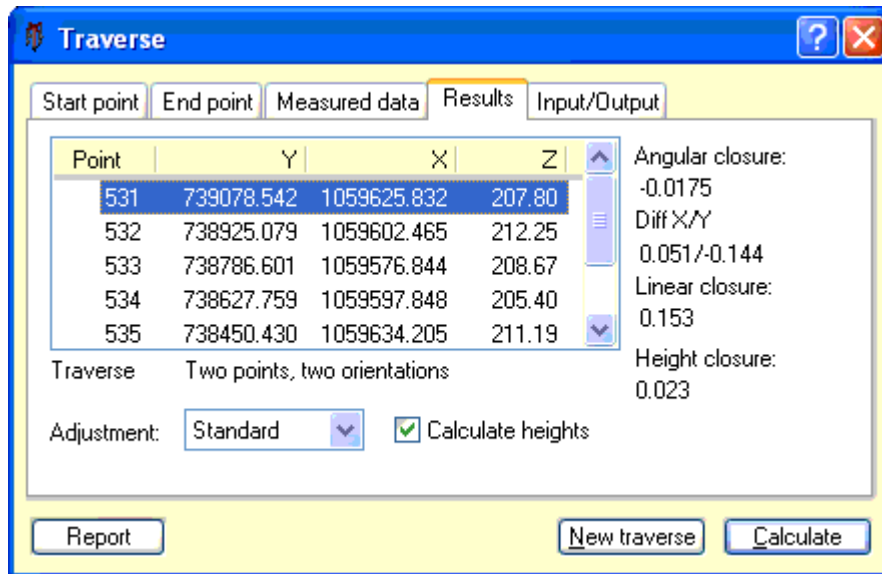 Traverse
Start point End point Measured data Results Input/Output
Point Y X Z
531 739078.542 1059625.832 207.80
532 738925.079 1059602.465 212.25
533 738786.601 1059576.844 208.67
534 738627.759 1059597.848 205.40
535 738450.430 1059634.205 211.19
Angular closure:
-0.0175
Diff X/Y
0.051/-0.144
Linear closure:
0.153
Height closure:
0.023
Traverse Two points, two orientations
Adjustment: Standard Calculate heights
Report New traverse Calculate